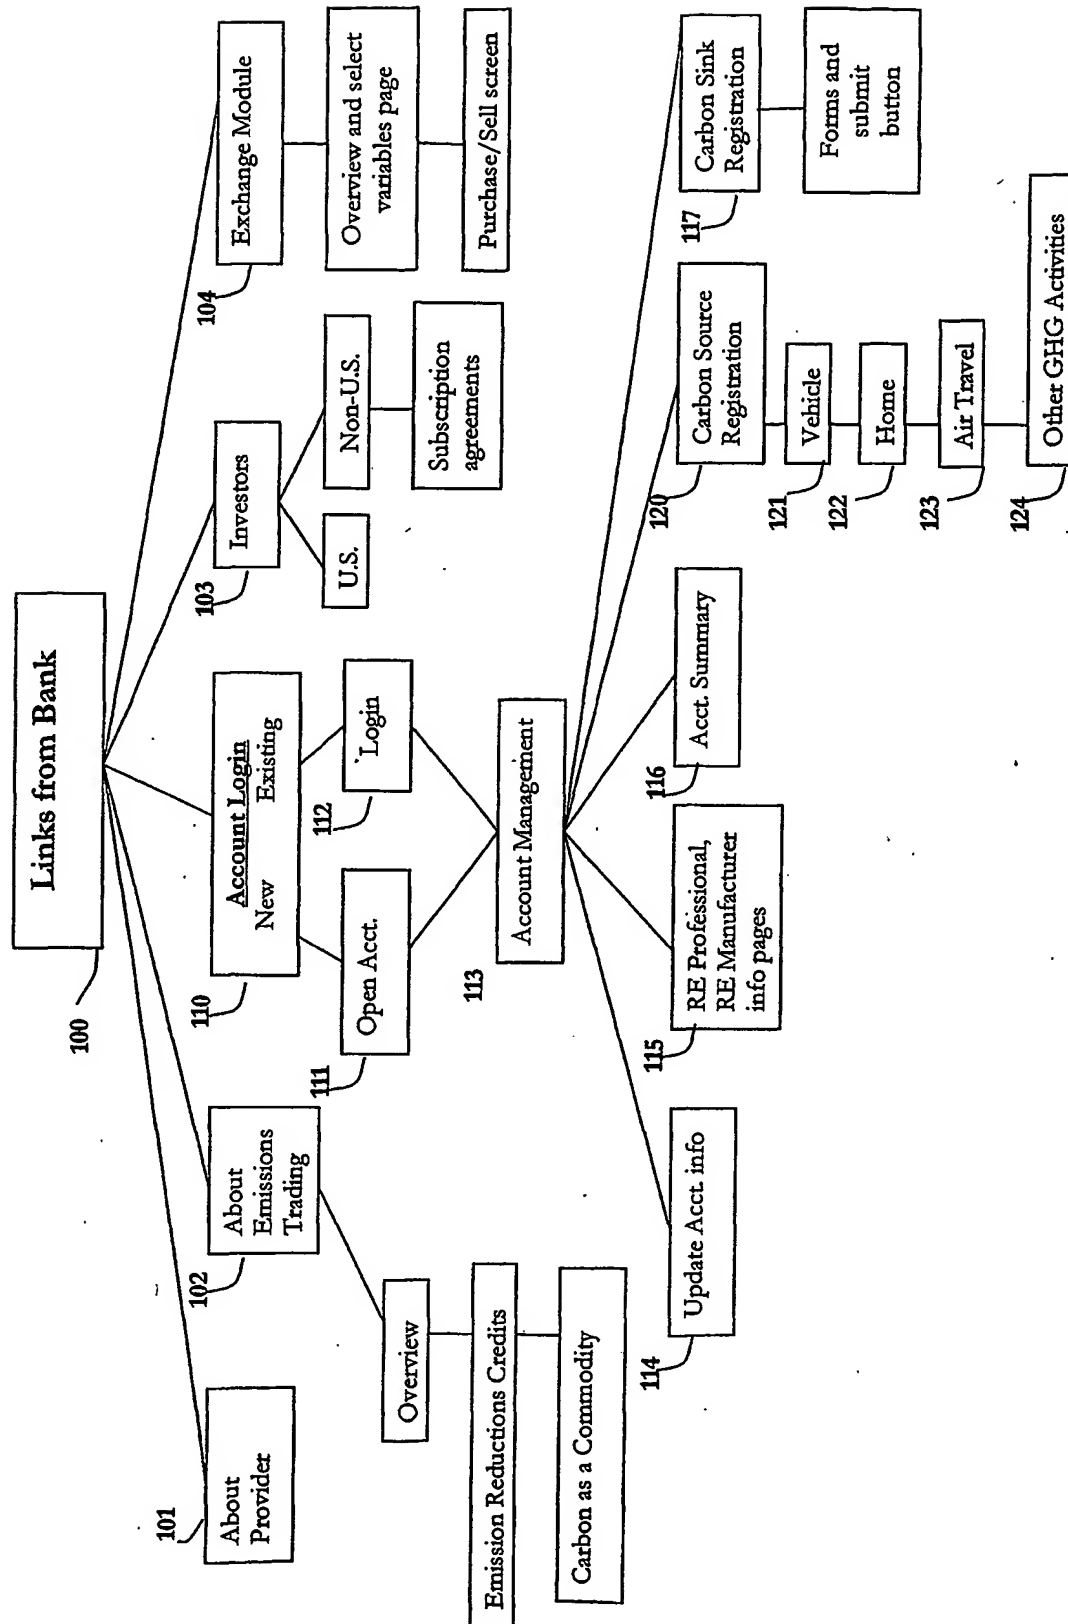 Links from Bank
100
101
About
Provider
102
About
Emissions
Trading
110
Account Login
New Existing
103
Investors
104
Exchange Module
Overview
Emission Reductions Credits
Carbon as a Commodity
111
Open Acct.
112
Login
U.S.
Non-U.S.
Subscription
agreements
Overview and select
variables page
Purchase/Sell screen
113
Account Management
114
Update Acct. info
115
RE Professional,
RE Manufacturer
info pages
116
Acct. Summary
120
Carbon Source
Registration
121
Vehicle
122
Home
123
Air Travel
124
Other GHG Activities
117
Carbon Sink
Registration
Forms and
submit
button